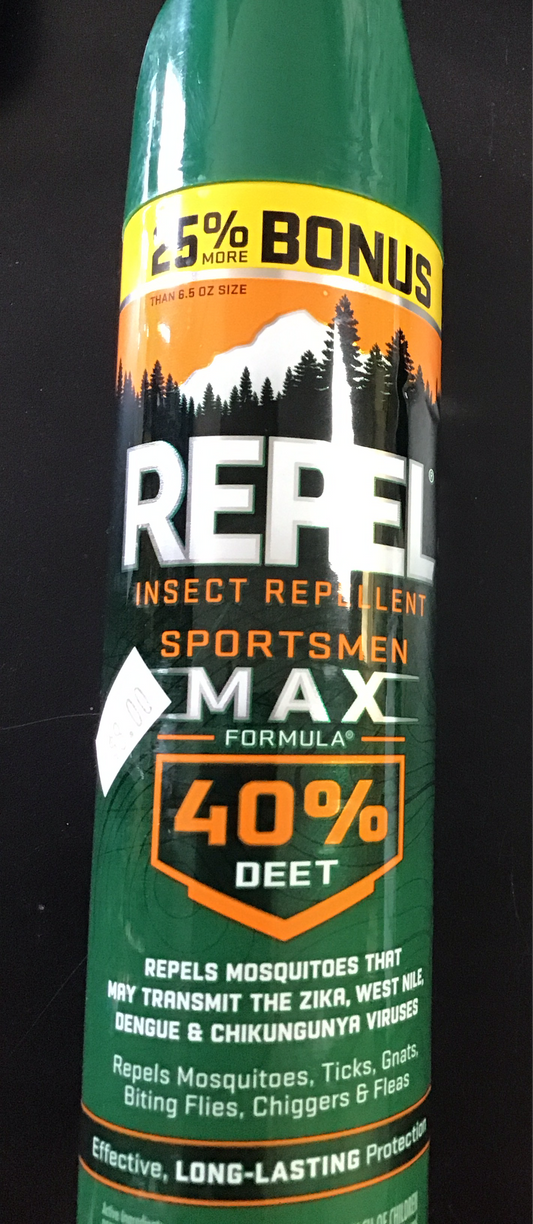 25% MORE BONUS
THAN 6.5 OZ SIZE
REPEL®
INSECT REPELLENT
SPORTSMEN
MAX
FORMULA®
40%
DEET
REPELS MOSQUITOES THAT
MAY TRANSMIT THE ZIKA, WEST NILE,
DENGUE & CHIKUNGUNYA VIRUSES
Repels Mosquitoes, Ticks, Gnats,
Biting Flies, Chiggers & Fleas
Effective, LONG-LASTING Protection
OF CHILDREN